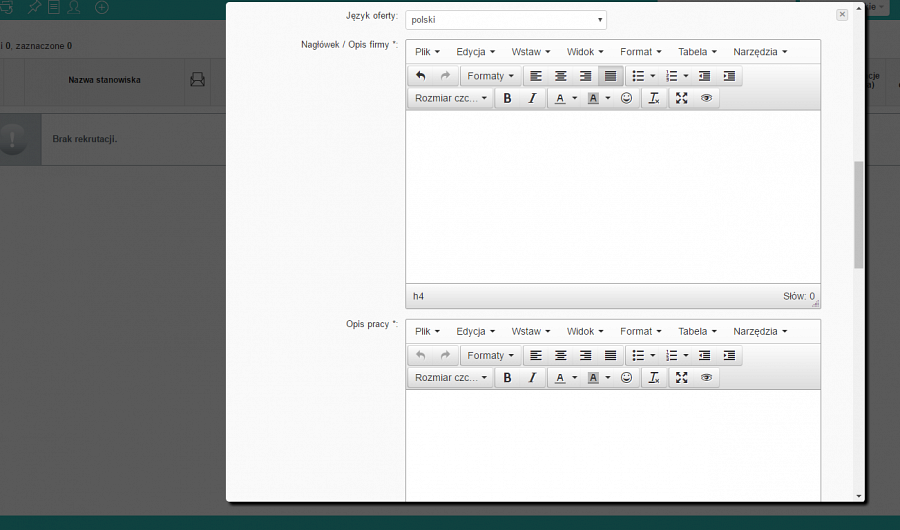 Język oferty: polski
i 0, zaznaczone 0
Nazwa stanowiska
Brak rekrutacji.
Nagłówek / Opis firmy *:
Plik Edycja Wstaw Widok Format Tabela Narzędzia
Formaty
Rozmiar czc... B I A A
h4 Słów: 0
Opis pracy *:
Plik Edycja Wstaw Widok Format Tabela Narzędzia
Formaty
Rozmiar czc... B I A A